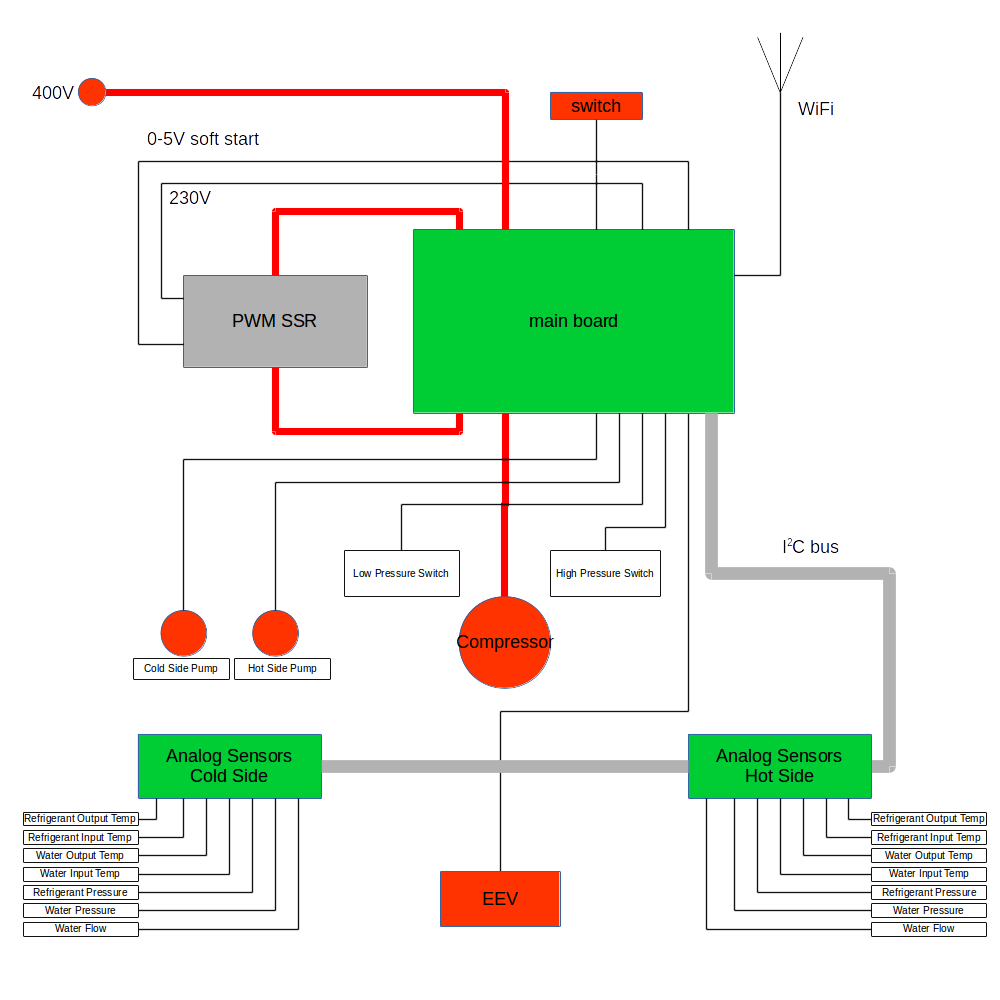 400V
switch
WiFi
0-5V soft start
230V
PWM SSR
main board
I²C bus
Low Pressure Switch
High Pressure Switch
Compressor
Cold Side Pump
Hot Side Pump
Analog Sensors
Cold Side
Analog Sensors
Hot Side
Refrigerant Output Temp
Refrigerant Input Temp
Water Output Temp
Water Input Temp
Refrigerant Pressure
Water Pressure
Water Flow
EEV
Refrigerant Output Temp
Refrigerant Input Temp
Water Output Temp
Water Input Temp
Refrigerant Pressure
Water Pressure
Water Flow